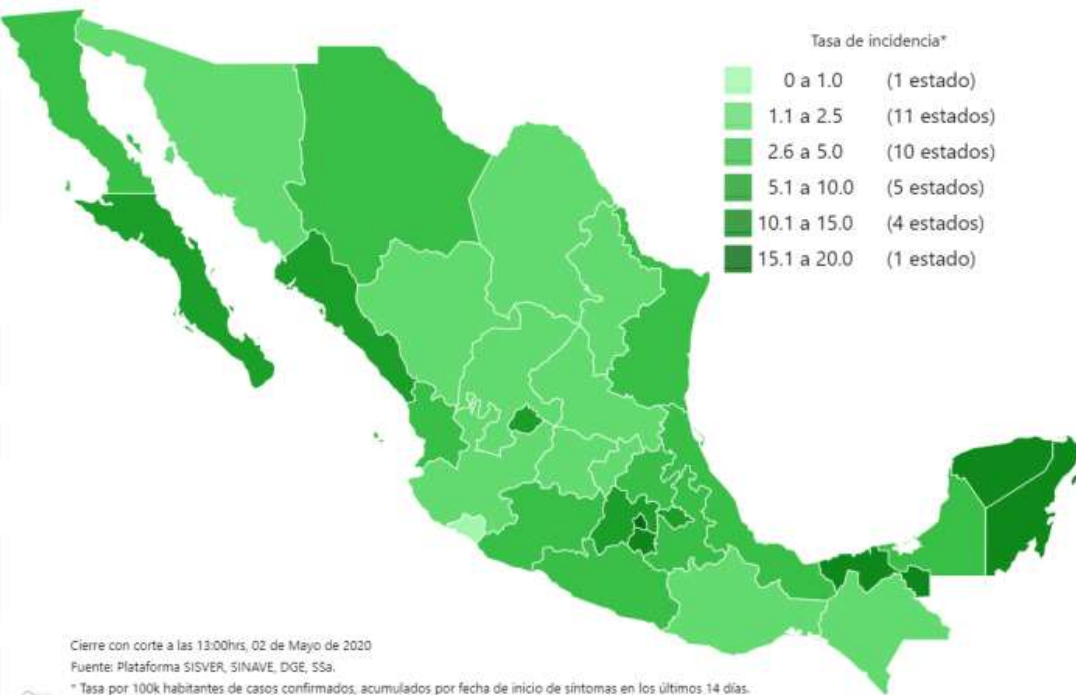 Tasa de incidencia*
0 a 1.0 (1 estado)
1.1 a 2.5 (11 estados)
2.6 a 5.0 (10 estados)
5.1 a 10.0 (5 estados)
10.1 a 15.0 (4 estados)
15.1 a 20.0 (1 estado)
Cierre con corte a las 13:00hrs, 02 de Mayo de 2020
Fuente: Plataforma SISVER, SINAVE, DGE, SSa.
* Tasa por 100k habitantes de casos confirmados, acumulados por fecha de inicio de síntomas en los últimos 14 días.